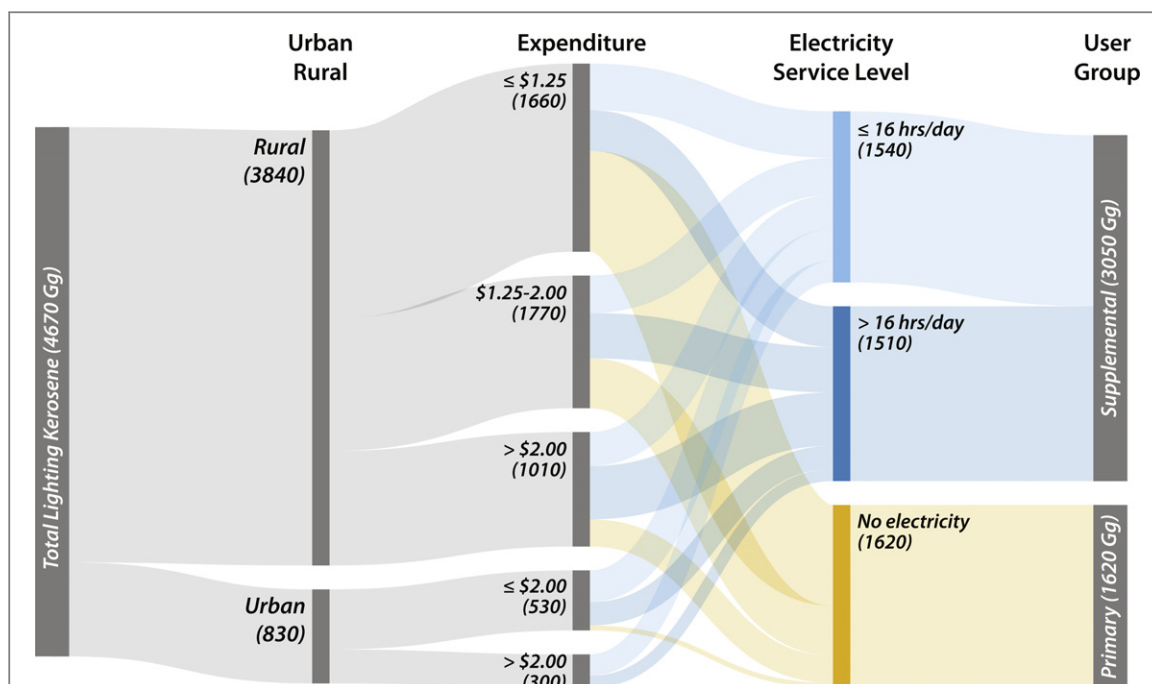 Urban
Rural
Expenditure
Electricity
Service Level
User
Group
Total Lighting Kerosene (4670 Gg)
Rural
(3840)
Urban
(830)
≤ $1.25
(1660)
$1.25-2.00
(1770)
> $2.00
(1010)
≤ $2.00
(530)
> $2.00
(300)
≤ 16 hrs/day
(1540)
> 16 hrs/day
(1510)
No electricity
(1620)
Supplemental (3050 Gg)
Primary (1620 Gg)